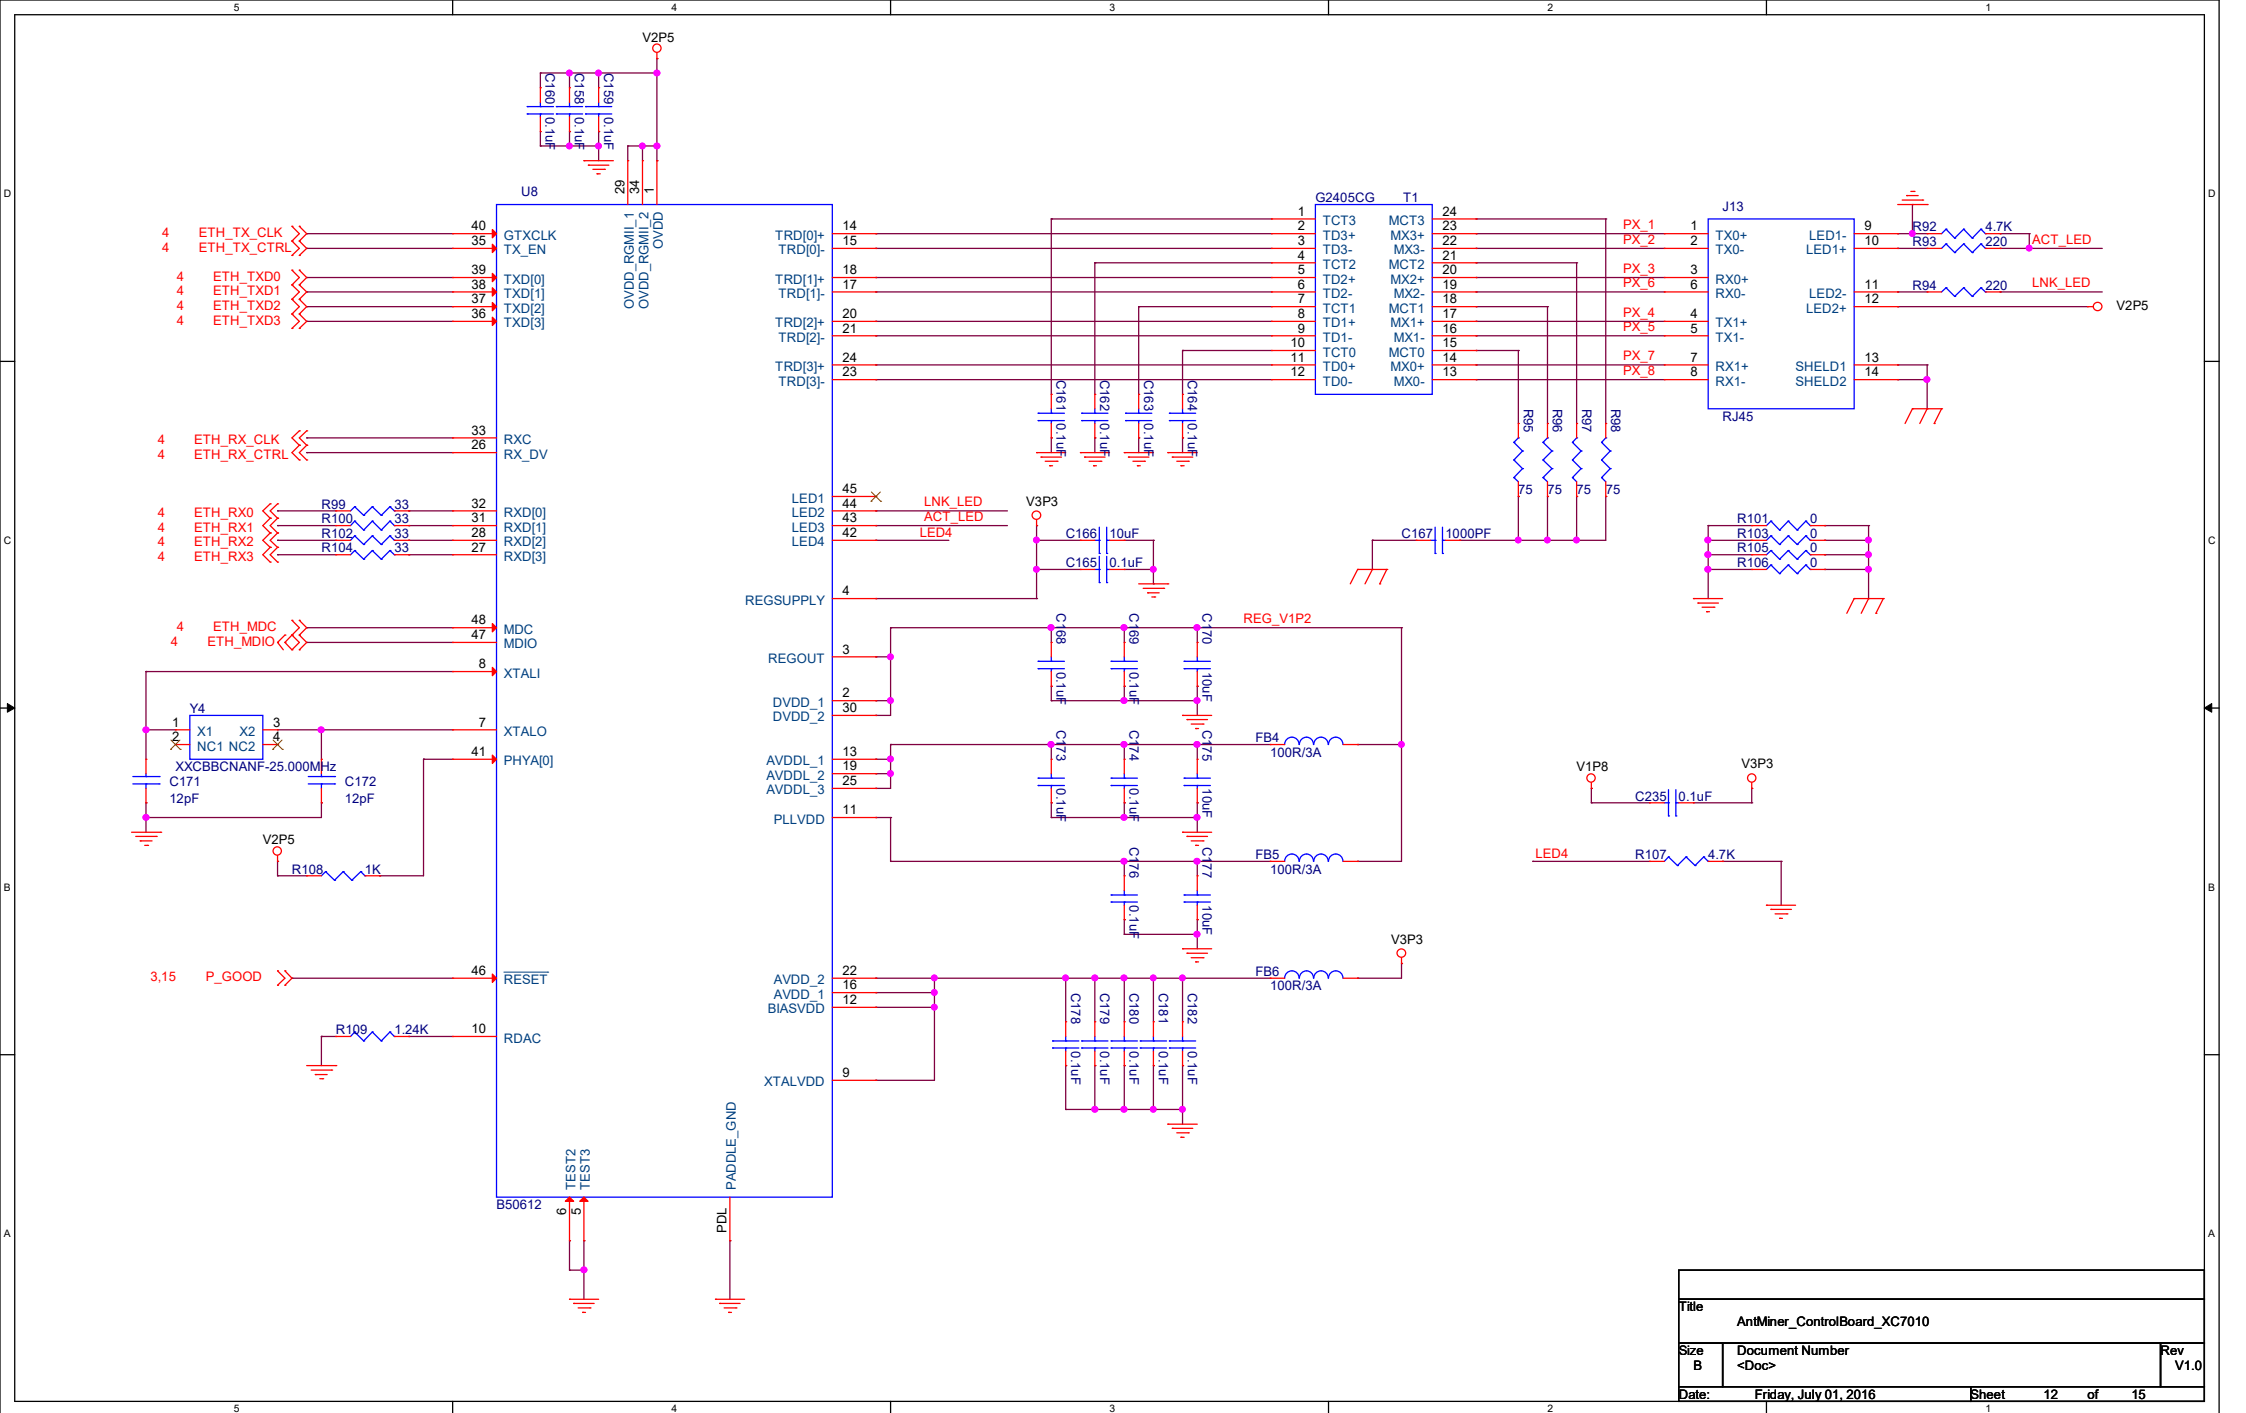 5 4 3 2 1
D
C
B
A
V2P5
C160 0.1uF
C158 0.1uF
C159 0.1uF
U8
29 34 1
OVDD_RGMII_1
OVDD_RGMII_2
OVDD
4 ETH_TX_CLK 40 GTXCLK
4 ETH_TX_CTRL 35 TX_EN
4 ETH_TXD0 39 TXD[0]
4 ETH_TXD1 38 TXD[1]
4 ETH_TXD2 37 TXD[2]
4 ETH_TXD3 36 TXD[3]
4 ETH_RX_CLK 33 RXC
4 ETH_RX_CTRL 26 RX_DV
4 ETH_RX0 R99 33 32 RXD[0]
4 ETH_RX1 R100 33 31 RXD[1]
4 ETH_RX2 R102 33 28 RXD[2]
4 ETH_RX3 R104 33 27 RXD[3]
4 ETH_MDC 48 MDC
4 ETH_MDIO 47 MDIO
8 XTALI
Y4
1 X1 X2 3
2 NC1 NC2 4
XXCBBCNANF-25.000MHz
7 XTALO
41 PHYA[0]
C171
12pF
C172
12pF
V2P5
R108 1K
3,15 P_GOOD 46 RESET
R109 1.24K 10 RDAC
TEST2
TEST3
6 5
PADDLE_GND
PDL
B50612
TRD[0]+ 14
TRD[0]- 15
TRD[1]+ 18
TRD[1]- 17
TRD[2]+ 20
TRD[2]- 21
TRD[3]+ 24
TRD[3]- 23
LED1 45
LED2 44 LNK_LED
LED3 43 ACT_LED
LED4 42 LED4
REGSUPPLY 4
V3P3
C166 10uF
C165 0.1uF
REGOUT 3
DVDD_1 2
DVDD_2 30
AVDDL_1 13
AVDDL_2 19
AVDDL_3 25
PLLVDD 11
AVDD_2 22
AVDD_1 16
BIASVDD 12
XTALVDD 9
REG_V1P2
C168 0.1uF
C169 0.1uF
C170 10uF
C173 0.1uF
C174 0.1uF
C175 10uF
FB4
100R/3A
C176 0.1uF
C177 10uF
FB5
100R/3A
V3P3
FB6
100R/3A
C178 0.1uF
C179 0.1uF
C180 0.1uF
C181 0.1uF
C182 0.1uF
C161 0.1uF
C162 0.1uF
C163 0.1uF
C164 0.1uF
G2405CG T1
1 TCT3 MCT3 24
2 TD3+ MX3+ 23
3 TD3- MX3- 22
4 TCT2 MCT2 21
5 TD2+ MX2+ 20
6 TD2- MX2- 19
7 TCT1 MCT1 18
8 TD1+ MX1+ 17
9 TD1- MX1- 16
10 TCT0 MCT0 15
11 TD0+ MX0+ 14
12 TD0- MX0- 13
R95 75
R96 75
R97 75
R98 75
C167 1000PF
J13
PX_1 1 TX0+
PX_2 2 TX0-
PX_3 3 RX0+
PX_6 6 RX0-
PX_4 4 TX1+
PX_5 5 TX1-
PX_7 7 RX1+
PX_8 8 RX1-
LED1- 9
LED1+ 10
LED2- 11
LED2+ 12
SHELD1 13
SHELD2 14
RJ45
R92 4.7K
R93 220 ACT_LED
R94 220 LNK_LED
V2P5
R101 0
R103 0
R105 0
R106 0
V1P8 V3P3
C235 0.1uF
LED4 R107 4.7K
Title
AntMiner_ControlBoard_XC7010
Size Document Number Rev
B <Doc> V1.0
Date: Friday, July 01, 2016 Sheet 12 of 15
D
C
B
A
5 4 3 2 1